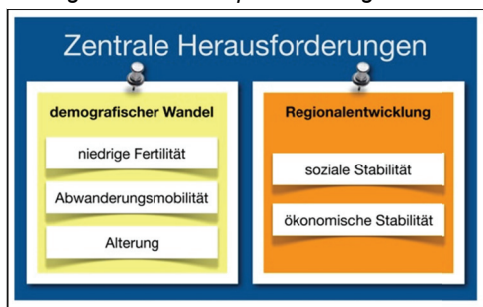 Zentrale Herausforderungen
demografischer Wandel
niedrige Fertilität
Abwanderungsmobilität
Alterung
Regionalentwicklung
soziale Stabilität
ökonomische Stabilität